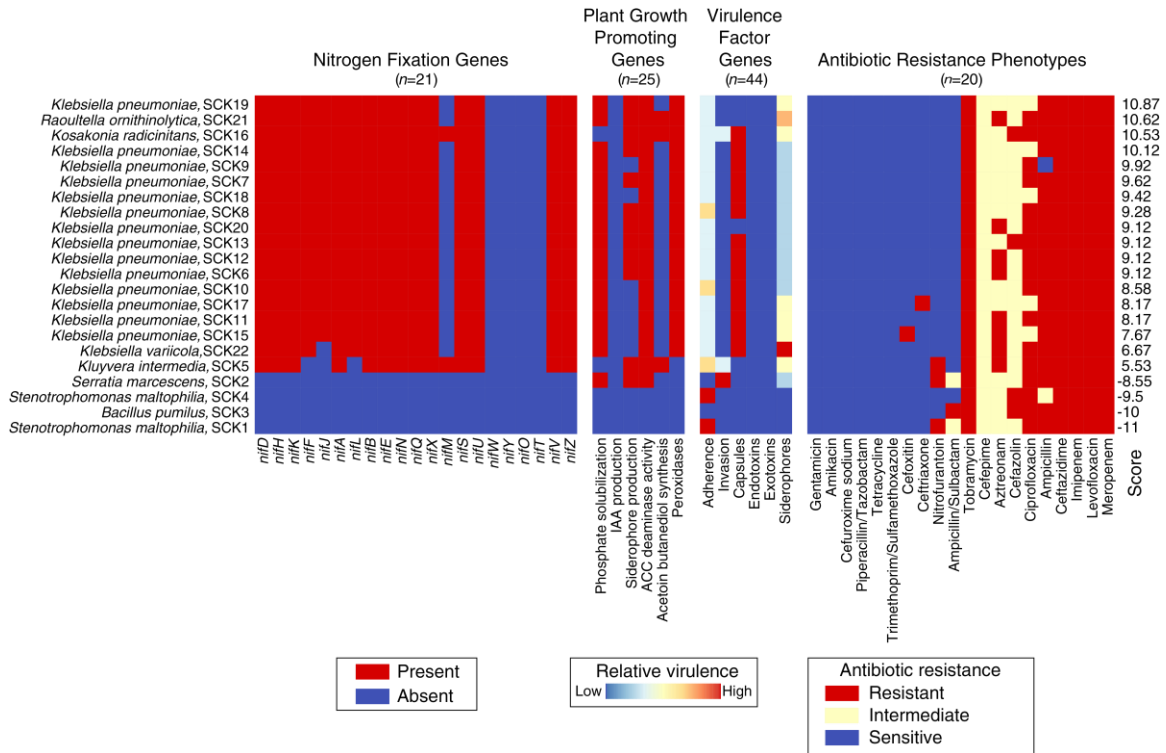 Nitrogen Fixation Genes
(n=21)
Plant Growth
Promoting
Genes
(n=25)
Virulence
Factor
Genes
(n=44)
Antibiotic Resistance Phenotypes
(n=20)
Klebsiella pneumoniae, SCK19 10.87
Raoultella ornithinolytica, SCK21 10.62
Kosakonia radicinitans, SCK16 10.53
Klebsiella pneumoniae, SCK14 10.12
Klebsiella pneumoniae, SCK9 9.92
Klebsiella pneumoniae, SCK7 9.62
Klebsiella pneumoniae, SCK18 9.42
Klebsiella pneumoniae, SCK8 9.28
Klebsiella pneumoniae, SCK20 9.12
Klebsiella pneumoniae, SCK13 9.12
Klebsiella pneumoniae, SCK12 9.12
Klebsiella pneumoniae, SCK6 9.12
Klebsiella pneumoniae, SCK10 8.58
Klebsiella pneumoniae, SCK17 8.17
Klebsiella pneumoniae, SCK11 8.17
Klebsiella pneumoniae, SCK15 7.67
Klebsiella variicola, SCK22 6.67
Kluyvera intermedia, SCK5 5.53
Serratia marcescens, SCK2 -8.55
Stenotrophomonas maltophilia, SCK4 -9.5
Bacillus pumilus, SCK3 -10
Stenotrophomonas maltophilia, SCK1 -11
nifD
nifH
nifK
nifF
nifJ
nifA
nifL
nifB
nifE
nifN
nifQ
nifX
nifM
nifS
nifU
nifW
nifY
nifO
nifT
nifV
nifZ
Phosphate solubilization
IAA production
Siderophore production
ACC deaminase activity
Acetoin butanediol synthesis
Peroxidases
Adherence
Invasion
Capsules
Endotoxins
Exotoxins
Siderophores
Gentamicin
Amikacin
Cefuroxime sodium
Piperacillin/Tazobactam
Tetracycline
Trimethoprim/Sulfamethoxazole
Cefoxitin
Ceftriaxone
Nitrofurantoin
Ampicillin/Sulbactam
Tobramycin
Cefepime
Aztreonam
Cefazolin
Ciprofloxacin
Ampicillin
Ceftazidime
Imipenem
Levofloxacin
Meropenem
Score
Present
Absent
Relative virulence
Low High
Antibiotic resistance
Resistant
Intermediate
Sensitive